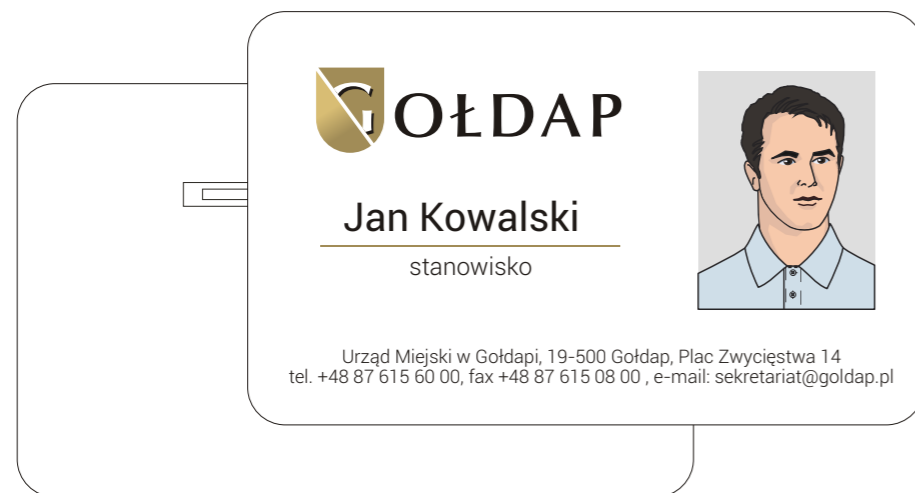 GOŁDAP
Jan Kowalski
stanowisko
Urząd Miejski w Gołdapi, 19-500 Gołdap, Plac Zwycięstwa 14
tel. +48 87 615 60 00, fax +48 87 615 08 00 , e-mail: sekretariat@goldap.pl